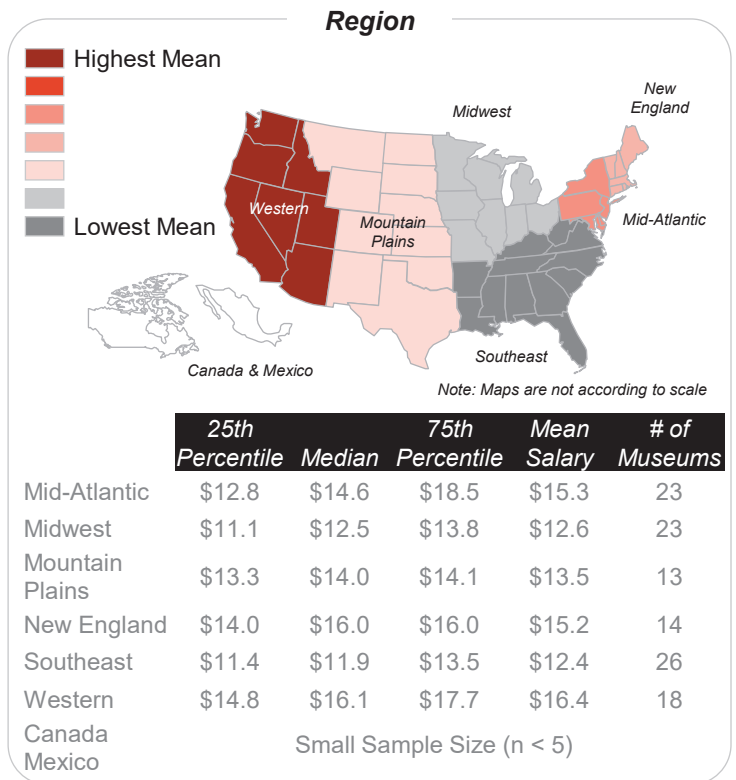 Region
Highest Mean
Lowest Mean
New
England
Midwest
Western
Mountain
Plains
Mid-Atlantic
Southeast
Canada & Mexico
Note: Maps are not according to scale
25th Percentile Median 75th Percentile Mean Salary # of Museums
Mid-Atlantic $12.8 $14.6 $18.5 $15.3 23
Midwest $11.1 $12.5 $13.8 $12.6 23
Mountain Plains $13.3 $14.0 $14.1 $13.5 13
New England $14.0 $16.0 $16.0 $15.2 14
Southeast $11.4 $11.9 $13.5 $12.4 26
Western $14.8 $16.1 $17.7 $16.4 18
Canada Mexico Small Sample Size (n < 5)